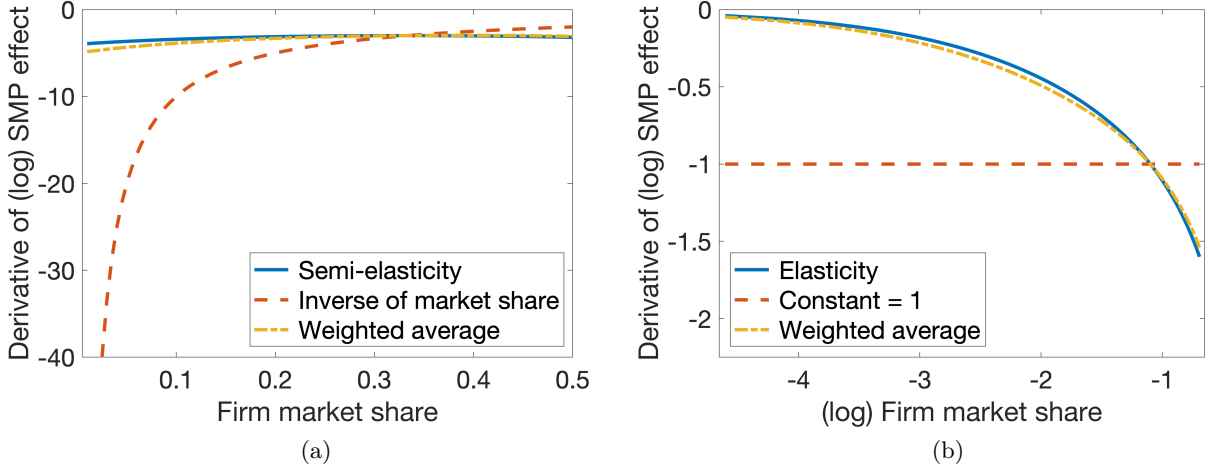 Derivative of (log) SMP effect
0
-10
-20
-30
-40
Semi-elasticity
Inverse of market share
Weighted average
0.1 0.2 0.3 0.4 0.5
Firm market share
(a)
Derivative of (log) SMP effect
0
-0.5
-1
-1.5
-2
Elasticity
Constant = 1
Weighted average
-4 -3 -2 -1
(log) Firm market share
(b)